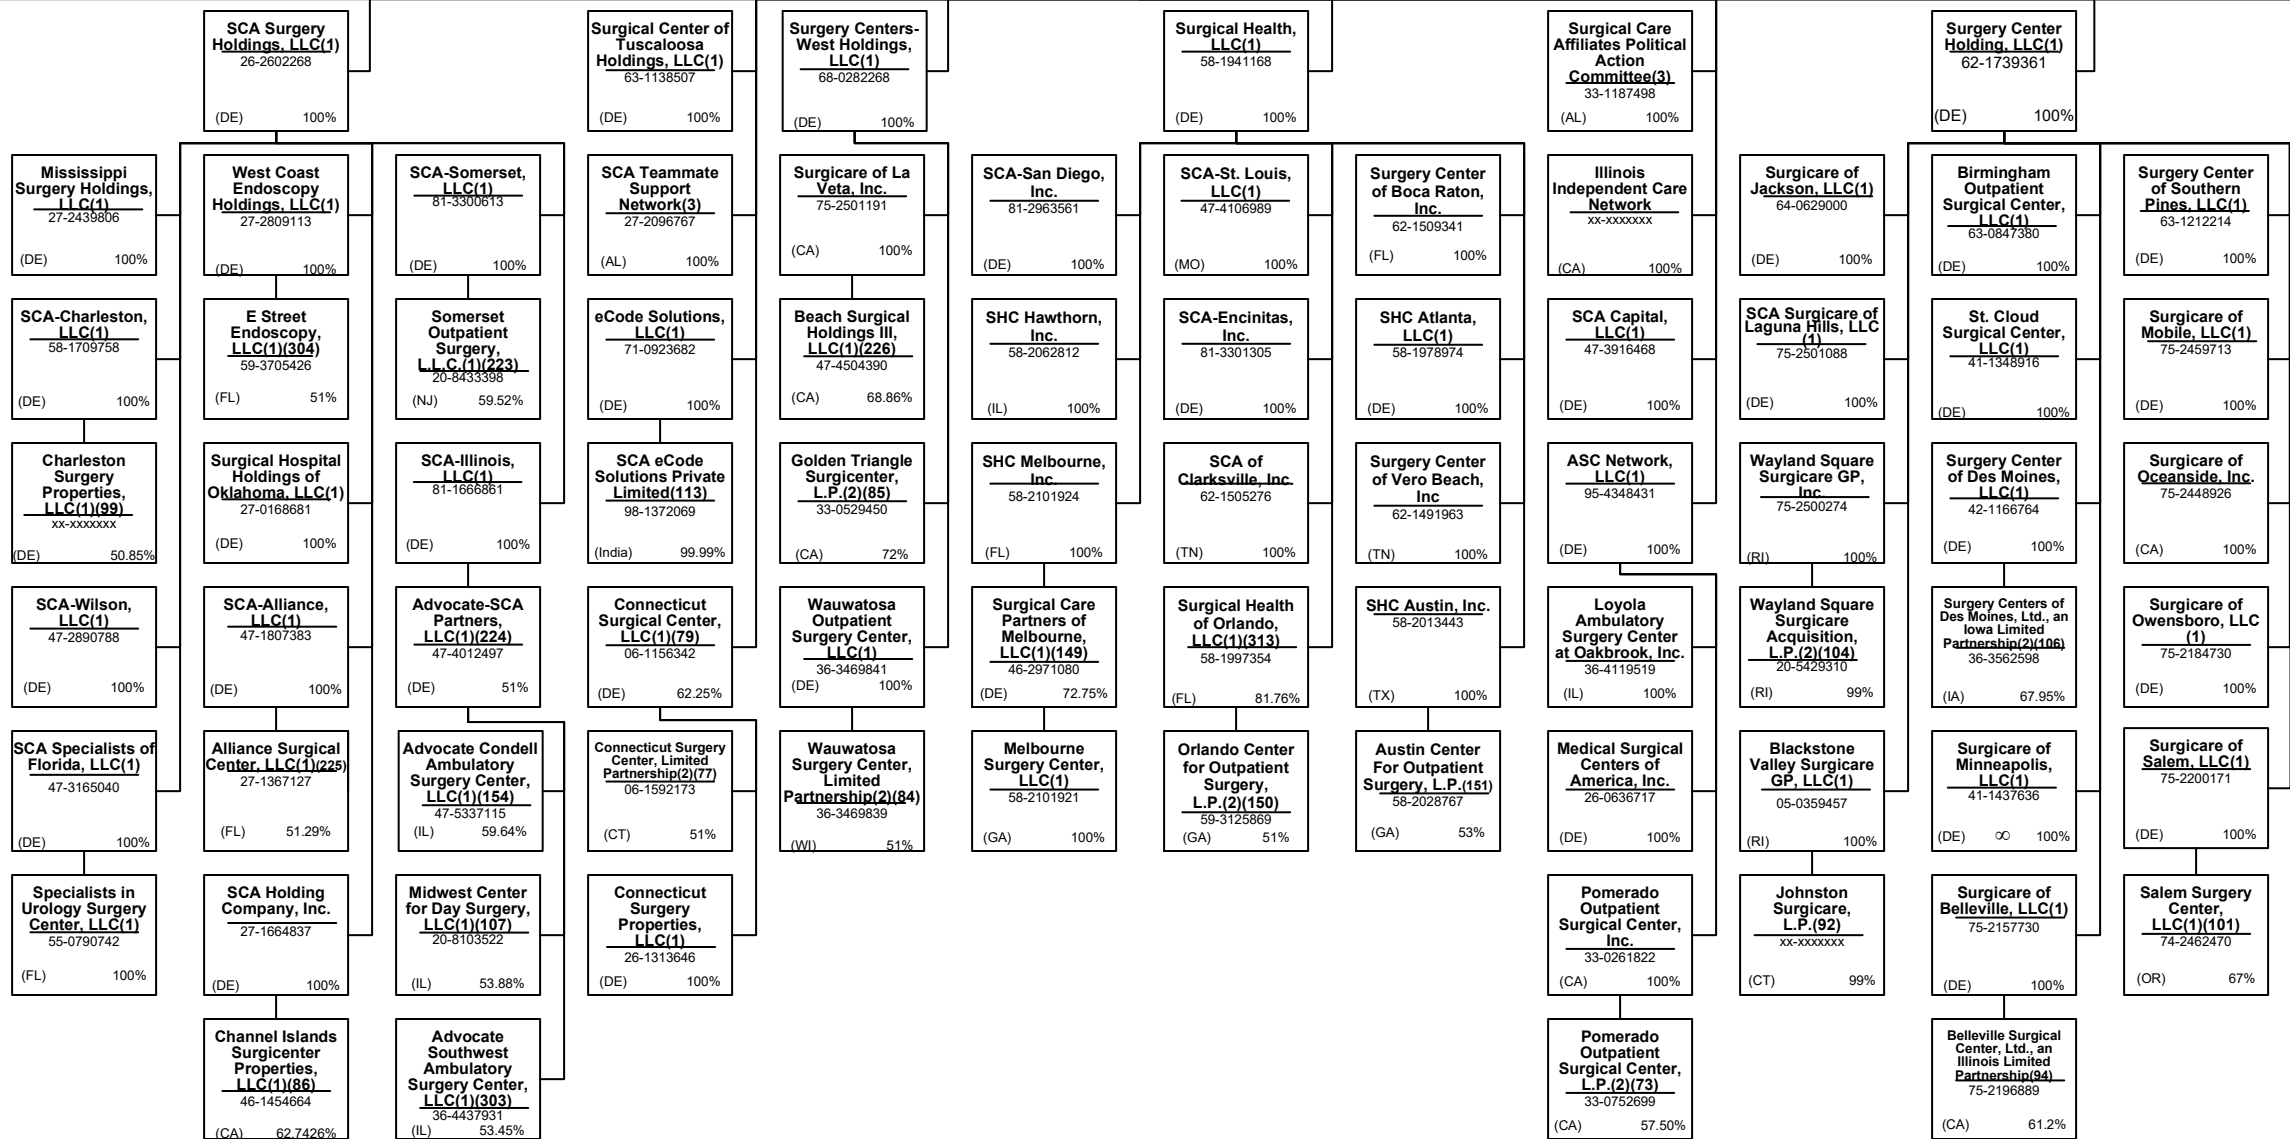 SCA Surgery
Holdings, LLC(1)
26-2602268
(DE) 100%
Surgical Center of
Tuscaloosa
Holdings, LLC(1)
63-1138507
(DE) 100%
Surgery Centers-
West Holdings,
LLC(1)
68-0282268
(DE) 100%
Surgical Health,
LLC(1)
58-1941168
(DE) 100%
Surgical Care
Affiliates Political
Action
Committee(3)
33-1187498
(AL) 100%
Surgery Center
Holding, LLC(1)
62-1739361
(DE) 100%
Mississippi
Surgery Holdings,
LLC(1)
27-2439806
(DE) 100%
West Coast
Endoscopy
Holdings, LLC(1)
27-2809113
(DE) 100%
SCA-Somerset,
LLC(1)
81-3300613
(DE) 100%
SCA Teammate
Support
Network(3)
27-2096767
(AL) 100%
Surgicare of La
Veta, Inc.
75-2501191
(CA) 100%
SCA-San Diego,
Inc.
81-2963561
(DE) 100%
SCA-St. Louis,
LLC(1)
47-4106989
(MO) 100%
Surgery Center
of Boca Raton,
Inc.
62-1509341
(FL) 100%
Illinois
Independent Care
Network
xx-xxxxxxx
(CA) 100%
Surgicare of
Jackson, LLC(1)
64-0629000
(DE) 100%
Birmingham
Outpatient
Surgical Center,
LLC(1)
63-0847380
(DE) 100%
Surgery Center
of Southern
Pines, LLC(1)
63-1212214
(DE) 100%
SCA-Charleston,
LLC(1)
58-1709758
(DE) 100%
E Street
Endoscopy,
LLC(1)(304)
59-3705426
(FL) 51%
Somerset
Outpatient
Surgery,
L.L.C.(1)(223)
20-8433398
(NJ) 59.52%
eCode Solutions,
LLC(1)
71-0923682
(DE) 100%
Beach Surgical
Holdings III,
LLC(1)(226)
47-4504390
(CA) 68.86%
SHC Hawthorn,
Inc.
58-2062812
(IL) 100%
SCA-Encinitas,
Inc.
81-3301305
(DE) 100%
SHC Atlanta,
LLC(1)
58-1978974
(DE) 100%
SCA Capital,
LLC(1)
47-3916468
(DE) 100%
SCA Surgicare of
Laguna Hills, LLC
(1)
75-2501088
(DE) 100%
St. Cloud
Surgical Center,
LLC(1)
41-1348916
(DE) 100%
Surgicare of
Mobile, LLC(1)
75-2459713
(DE) 100%
Charleston
Surgery
Properties,
LLC(1)(99)
xx-xxxxxxx
(DE) 50.85%
Surgical Hospital
Holdings of
Oklahoma, LLC(1)
27-0168681
(DE) 100%
SCA-Illinois,
LLC(1)
81-1666861
(DE) 100%
SCA eCode
Solutions Private
Limited(113)
98-1372069
(India) 99.99%
Golden Triangle
Surgicenter,
L.P.(2)(85)
33-0529450
(CA) 72%
SHC Melbourne,
Inc.
58-2101924
(FL) 100%
SCA of
Clarksville, Inc.
62-1505276
(TN) 100%
Surgery Center
of Vero Beach,
Inc
62-1491963
(TN) 100%
ASC Network,
LLC(1)
95-4348431
(DE) 100%
Wayland Square
Surgicare GP,
Inc.
75-2500274
(RI) 100%
Surgery Center
of Des Moines,
LLC(1)
42-1166764
(DE) 100%
Surgicare of
Oceanside, Inc.
75-2448926
(CA) 100%
SCA-Wilson,
LLC(1)
47-2890788
(DE) 100%
SCA-Alliance,
LLC(1)
47-1807383
(DE) 100%
Advocate-SCA
Partners,
LLC(1)(224)
47-4012497
(DE) 51%
Connecticut
Surgical Center,
LLC(1)(79)
06-1156342
(DE) 62.25%
Wauwatosa
Outpatient
Surgery Center,
LLC(1)
36-3469841
(DE) 100%
Surgical Care
Partners of
Melbourne,
LLC(1)(149)
46-2971080
(DE) 72.75%
Surgical Health
of Orlando,
LLC(1)(313)
58-1997354
(FL) 81.76%
SHC Austin, Inc.
58-2013443
(TX) 100%
Loyola
Ambulatory
Surgery Center
at Oakbrook, Inc.
36-4119519
(IL) 100%
Wayland Square
Surgicare
Acquisition,
L.P.(2)(104)
20-5429310
(RI) 99%
Surgery Centers of
Des Moines, Ltd., an
Iowa Limited
Partnership(2)(106)
36-3562598
(IA) 67.95%
Surgicare of
Owensboro, LLC
(1)
75-2184730
(DE) 100%
SCA Specialists of
Florida, LLC(1)
47-3165040
(DE) 100%
Alliance Surgical
Center, LLC(1)(225)
27-1367127
(FL) 51.29%
Advocate Condell
Ambulatory
Surgery Center,
LLC(1)(154)
47-5337115
(IL) 59.64%
Connecticut Surgery
Center, Limited
Partnership(2)(77)
06-1592173
(CT) 51%
Wauwatosa
Surgery Center,
Limited
Partnership(2)(84)
36-3469839
(WI) 51%
Melbourne
Surgery Center,
LLC(1)
58-2101921
(GA) 100%
Orlando Center
for Outpatient
Surgery,
L.P.(2)(150)
59-3125869
(GA) 51%
Austin Center
For Outpatient
Surgery, L.P.(151)
58-2028767
(GA) 53%
Medical Surgical
Centers of
America, Inc.
26-0636717
(DE) 100%
Blackstone
Valley Surgicare
GP, LLC(1)
05-0359457
(RI) 100%
Surgicare of
Minneapolis,
LLC(1)
41-1437636
(DE) ∞ 100%
Surgicare of
Salem, LLC(1)
75-2200171
(DE) 100%
Specialists in
Urology Surgery
Center, LLC(1)
55-0790742
(FL) 100%
SCA Holding
Company, Inc.
27-1664837
(DE) 100%
Midwest Center
for Day Surgery,
LLC(1)(107)
20-8103522
(IL) 53.88%
Connecticut
Surgery
Properties,
LLC(1)
26-1313646
(DE) 100%
Pomerado
Outpatient
Surgical Center,
Inc.
33-0261822
(CA) 100%
Johnston
Surgicare,
L.P.(92)
xx-xxxxxxx
(CT) 99%
Surgicare of
Belleville, LLC(1)
75-2157730
(DE) 100%
Salem Surgery
Center,
LLC(1)(101)
74-2462470
(OR) 67%
Channel Islands
Surgicenter
Properties,
LLC(1)(86)
46-1454664
(CA) 62.7426%
Advocate
Southwest
Ambulatory
Surgery Center,
LLC(1)(303)
36-4437931
(IL) 53.45%
Pomerado
Outpatient
Surgical Center,
L.P.(2)(73)
33-0752699
(CA) 57.50%
Belleville Surgical
Center, Ltd., an
Illinois Limited
Partnership(94)
75-2196889
(CA) 61.2%